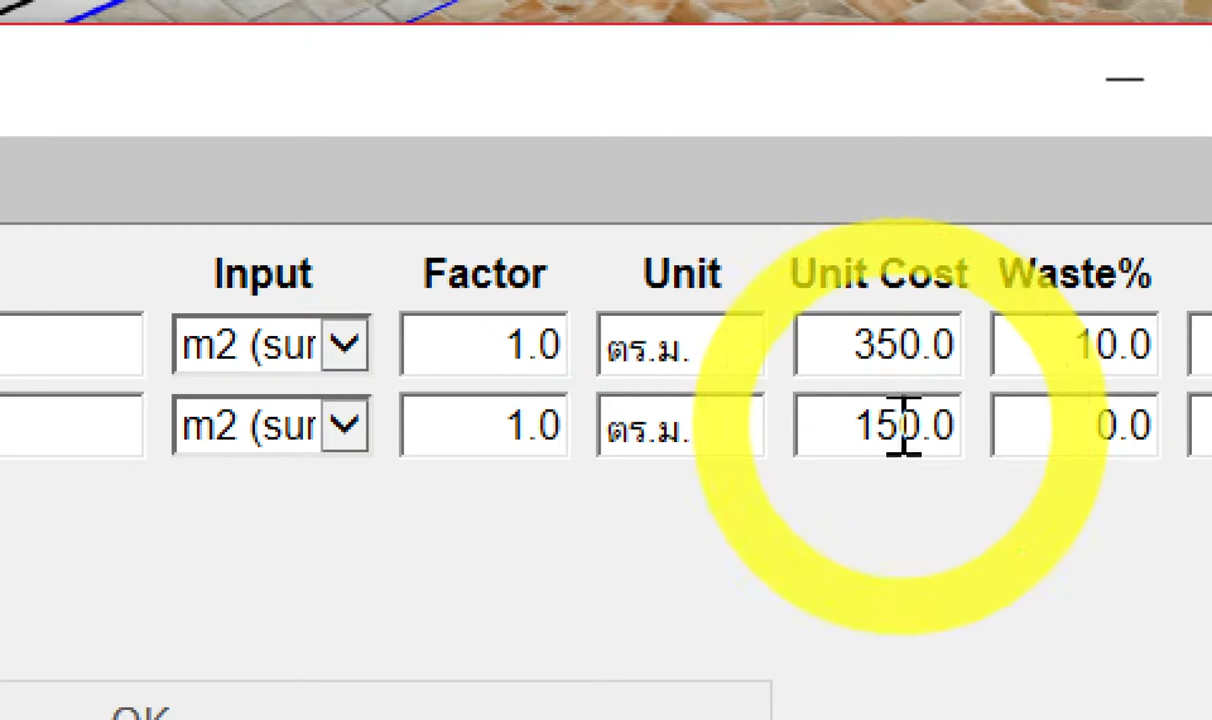 Input Factor Unit Unit Cost Waste%
m2 (sur 1.0 ตร.ม. 350.0 10.0
m2 (sur 1.0 ตร.ม. 150.0 0.0
OK